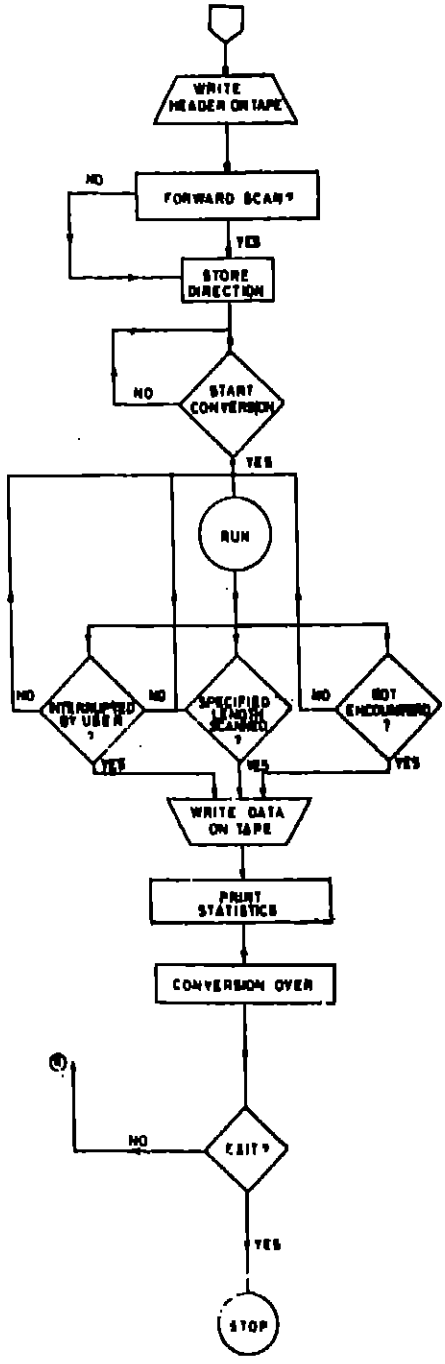 WRITE
HEADER ON TAPE
NO
FORWARD SCAN?
YES
STORE
DIRECTION
NO
START
CONVERSION
YES
RUN
NO
INTERRUPTED
BY USER
?
NO
SPECIFIED
LENGTH
SCANNED
?
NO
EOT
ENCOUNTERED
?
YES
YES
YES
WRITE DATA
ON TAPE
PRINT
STATISTICS
CONVERSION OVER
NO
EXIT?
YES
STOP